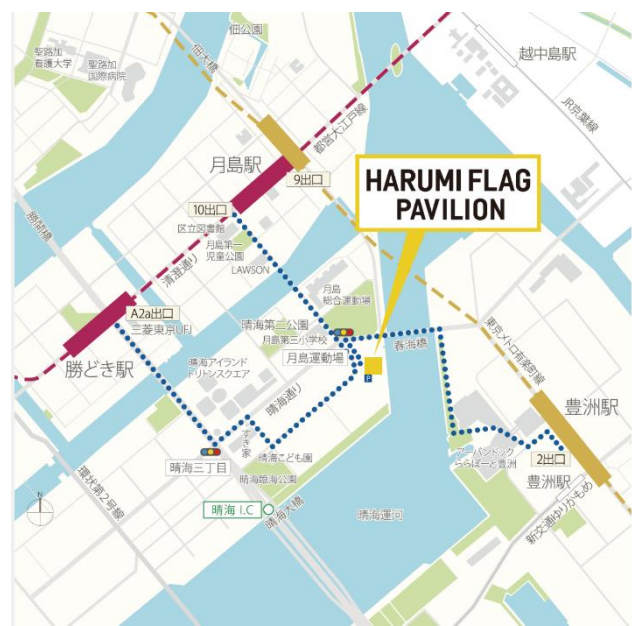 佃公園
佃大橋
聖路加
看護大学
聖路加
国際病院
越中島駅
JR京葉線
都営大江戸線
月島駅
9出口
HARUMI FLAG
PAVILION
10出口
区立図書館
月島第一
児童公園
LAWSON
勝鬨橋
清澄通り
A2a出口
三菱東京UFJ
月島
総合運動場
晴海第二公園
月島第三小学校
月島運動場
春海橋
東京メトロ有楽町線
勝どき駅
晴海アイランド
トリトンスクエア
晴海通り
P
豊洲駅
すき家
晴海三丁目
晴海こども園
晴海臨海公園
アーバンドック
ららぽーと豊洲
2出口
豊洲駅
環状第2号線
N
晴海 I.C
晴海大橋
晴海運河
新交通ゆりかもめ